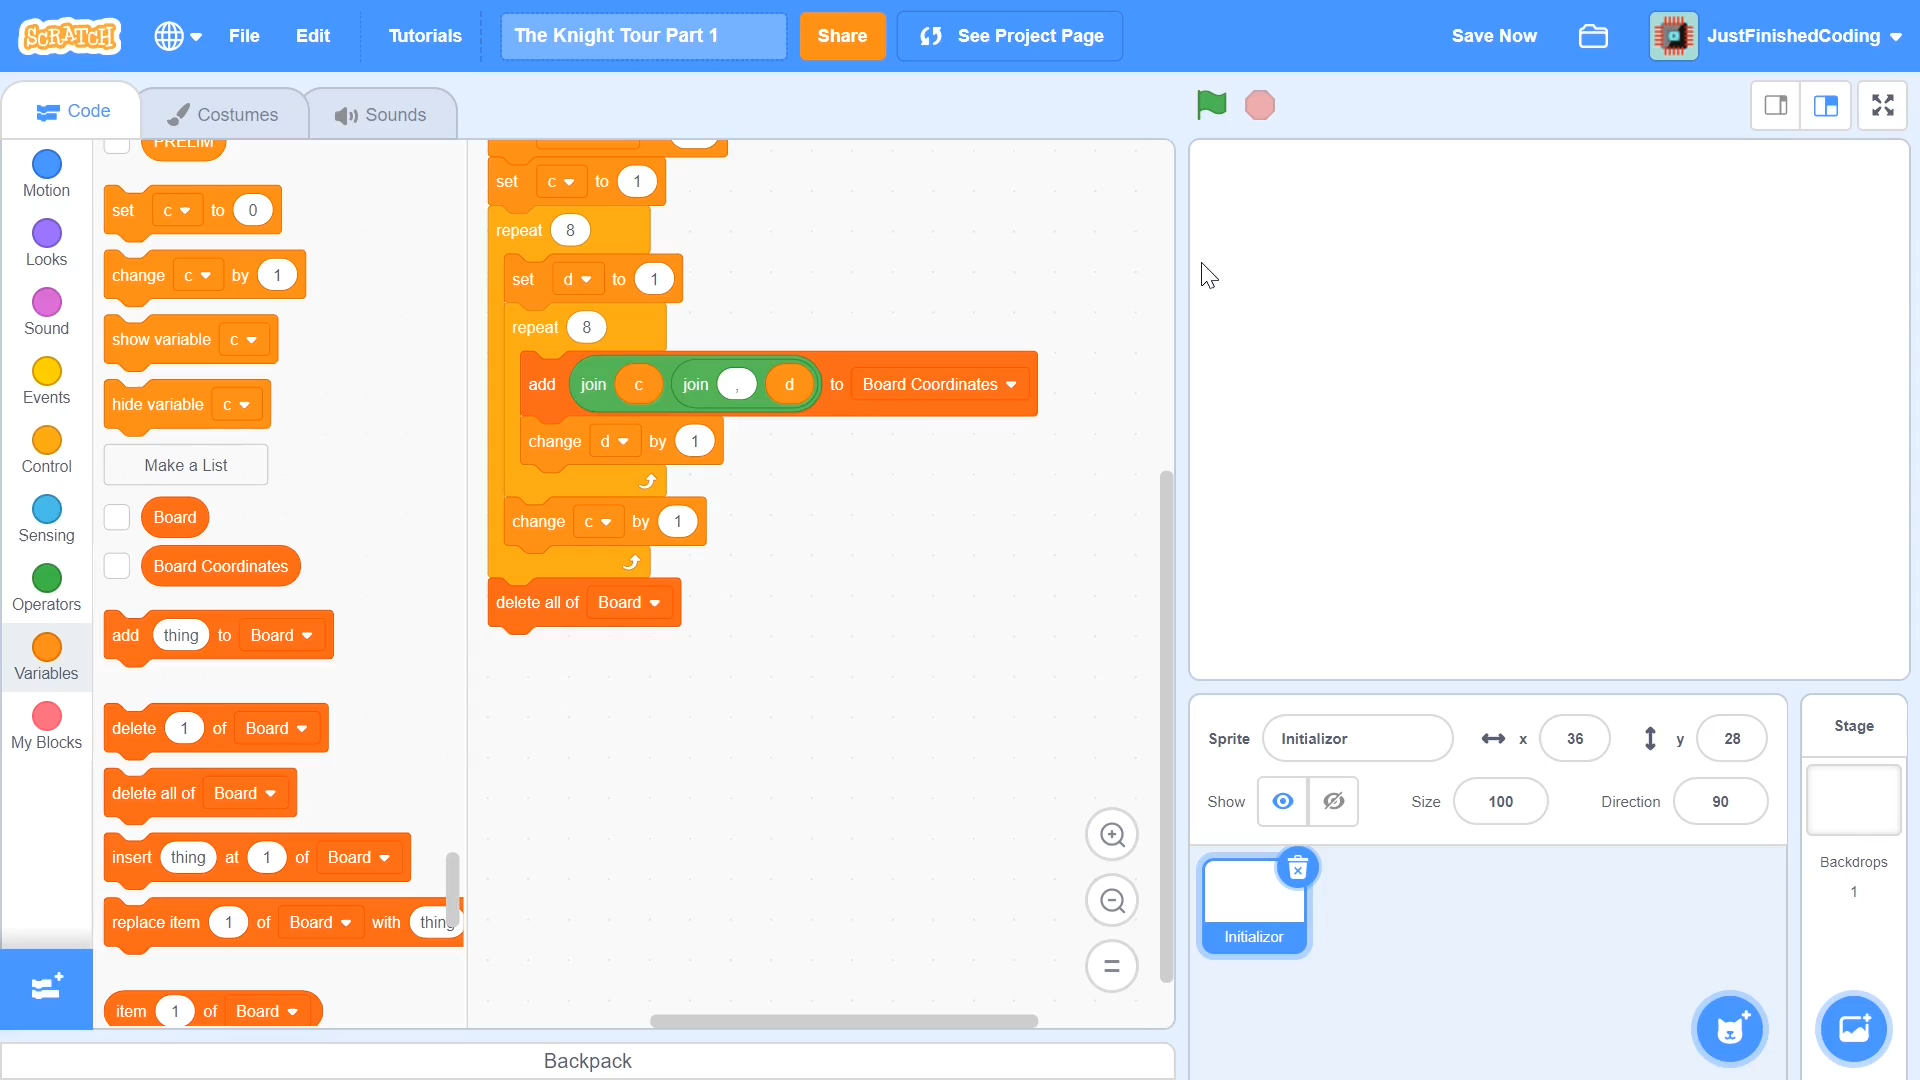 SCRATCH File Edit Tutorials The Knight Tour Part 1 Share See Project Page Save Now JustFinishedCoding
Code Costumes Sounds
Motion
Looks
Sound
Events
Control
Sensing
Operators
Variables
My Blocks
PRELIM
set c to 0
change c by 1
show variable c
hide variable c
Make a List
Board
Board Coordinates
add thing to Board
delete 1 of Board
delete all of Board
insert thing at 1 of Board
replace item 1 of Board with thing
item 1 of Board
set c to 1
repeat 8
set d to 1
repeat 8
add join c join , d to Board Coordinates
change d by 1
change c by 1
delete all of Board
Backpack
Sprite Initializor x 36 y 28
Show Size 100 Direction 90
Initializor
Stage
Backdrops
1